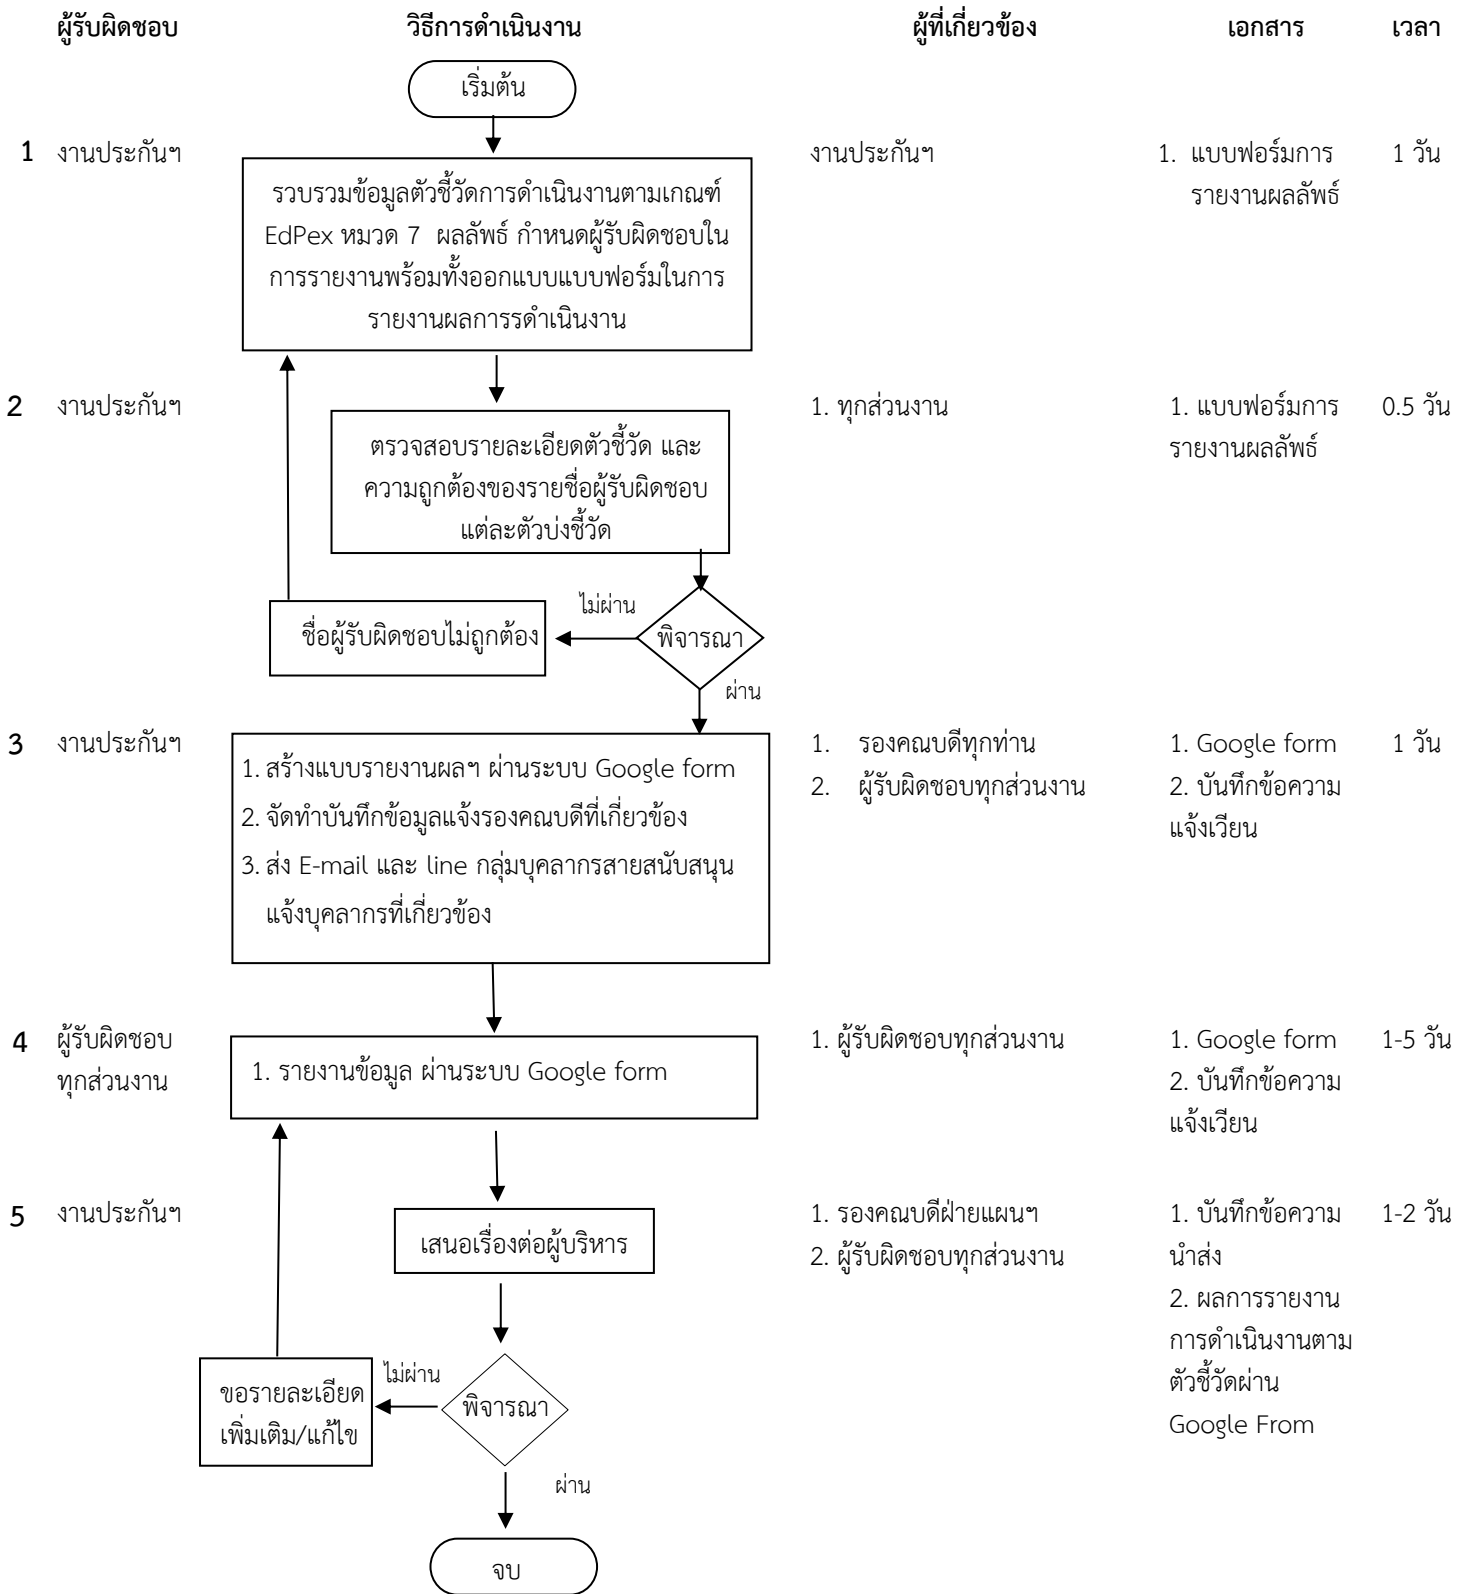 ผู้รับผิดชอบ วิธีการดำเนินงาน ผู้ที่เกี่ยวข้อง เอกสาร เวลา
เริ่มต้น
1 งานประกันฯ
รวบรวมข้อมูลตัวชี้วัดการดำเนินงานตามเกณฑ์
EdPex หมวด 7 ผลลัพธ์ กำหนดผู้รับผิดชอบใน
การรายงานพร้อมทั้งออกแบบแบบฟอร์มในการ
รายงานผลการรดำเนินงาน
งานประกันฯ
1. แบบฟอร์มการ
รายงานผลลัพธ์
1 วัน
2 งานประกันฯ
ตรวจสอบรายละเอียดตัวชี้วัด และ
ความถูกต้องของรายชื่อผู้รับผิดชอบ
แต่ละตัวบ่งชี้วัด
1. ทุกส่วนงาน
1. แบบฟอร์มการ
รายงานผลลัพธ์
0.5 วัน
ไม่ผ่าน
ชื่อผู้รับผิดชอบไม่ถูกต้อง
พิจารณา
ผ่าน
3 งานประกันฯ
1. สร้างแบบรายงานผลฯ ผ่านระบบ Google form
2. จัดทำบันทึกข้อมูลแจ้งรองคณบดีที่เกี่ยวข้อง
3. ส่ง E-mail และ line กลุ่มบุคลากรสายสนับสนุน
แจ้งบุคลากรที่เกี่ยวข้อง
1. รองคณบดีทุกท่าน
2. ผู้รับผิดชอบทุกส่วนงาน
1. Google form
2. บันทึกข้อความ
แจ้งเวียน
1 วัน
4 ผู้รับผิดชอบ
ทุกส่วนงาน
1. รายงานข้อมูล ผ่านระบบ Google form
1. ผู้รับผิดชอบทุกส่วนงาน
1. Google form
2. บันทึกข้อความ
แจ้งเวียน
1-5 วัน
5 งานประกันฯ
เสนอเรื่องต่อผู้บริหาร
1. รองคณบดีฝ่ายแผนฯ
2. ผู้รับผิดชอบทุกส่วนงาน
1. บันทึกข้อความ
นำส่ง
2. ผลการรายงาน
การดำเนินงานตาม
ตัวชี้วัดผ่าน
Google From
1-2 วัน
ไม่ผ่าน
ขอรายละเอียด
เพิ่มเติม/แก้ไข
พิจารณา
ผ่าน
จบ